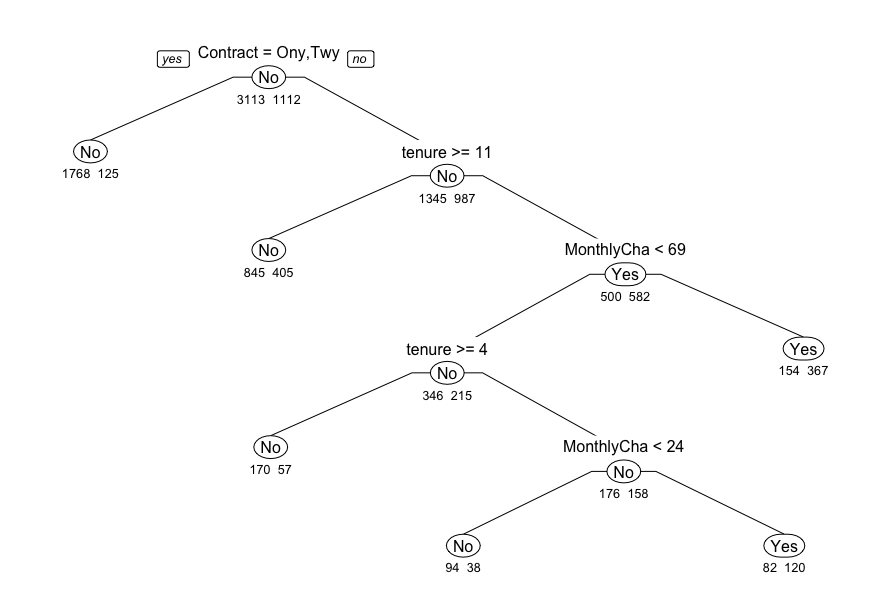 yes Contract = Ony,Twy no
No
3113 1112
No
1768 125
tenure >= 11
No
1345 987
No
845 405
MonthlyCha < 69
Yes
500 582
tenure >= 4
No
346 215
Yes
154 367
No
170 57
MonthlyCha < 24
No
176 158
No
94 38
Yes
82 120